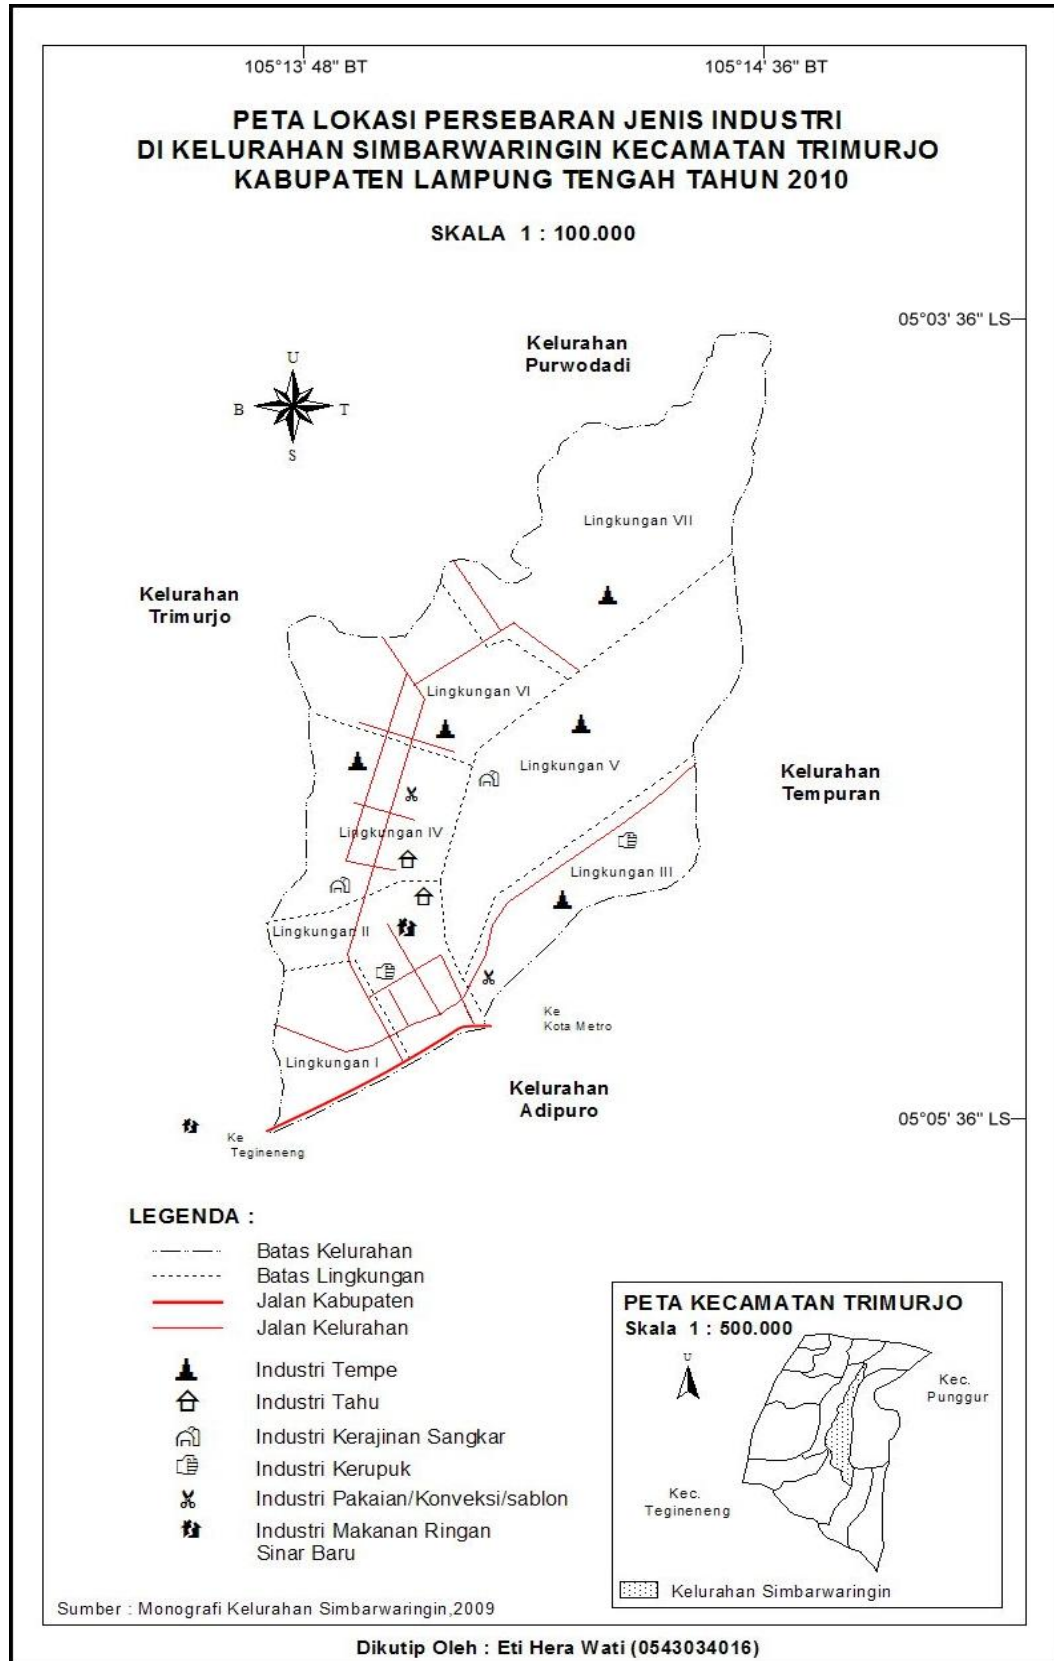 105°13' 48" BT
105°14' 36" BT
PETA LOKASI PERSEBARAN JENIS INDUSTRI
DI KELURAHAN SIMBARWARINGIN KECAMATAN TRIMURJO
KABUPATEN LAMPUNG TENGAH TAHUN 2010
SKALA 1 : 100.000
05°03' 36" LS
Kelurahan
Purwodadi
U
B
T
S
Lingkungan VII
Kelurahan
Trimurjo
Lingkungan VI
Lingkungan V
Kelurahan
Tempuran
Lingkungan IV
Lingkungan III
Lingkungan II
Ke
Kota Metro
Lingkungan I
Kelurahan
Adipuro
05°05' 36" LS
Ke
Tegineneng
LEGENDA :
Batas Kelurahan
Batas Lingkungan
Jalan Kabupaten
Jalan Kelurahan
Industri Tempe
Industri Tahu
Industri Kerajinan Sangkar
Industri Kerupuk
Industri Pakaian/Konveksi/sablon
Industri Makanan Ringan
Sinar Baru
PETA KECAMATAN TRIMURJO
Skala 1 : 500.000
U
Kec.
Punggur
Kec.
Tegineneng
Kelurahan Simbarwaringin
Sumber : Monografi Kelurahan Simbarwaringin,2009
Dikutip Oleh : Eti Hera Wati (0543034016)